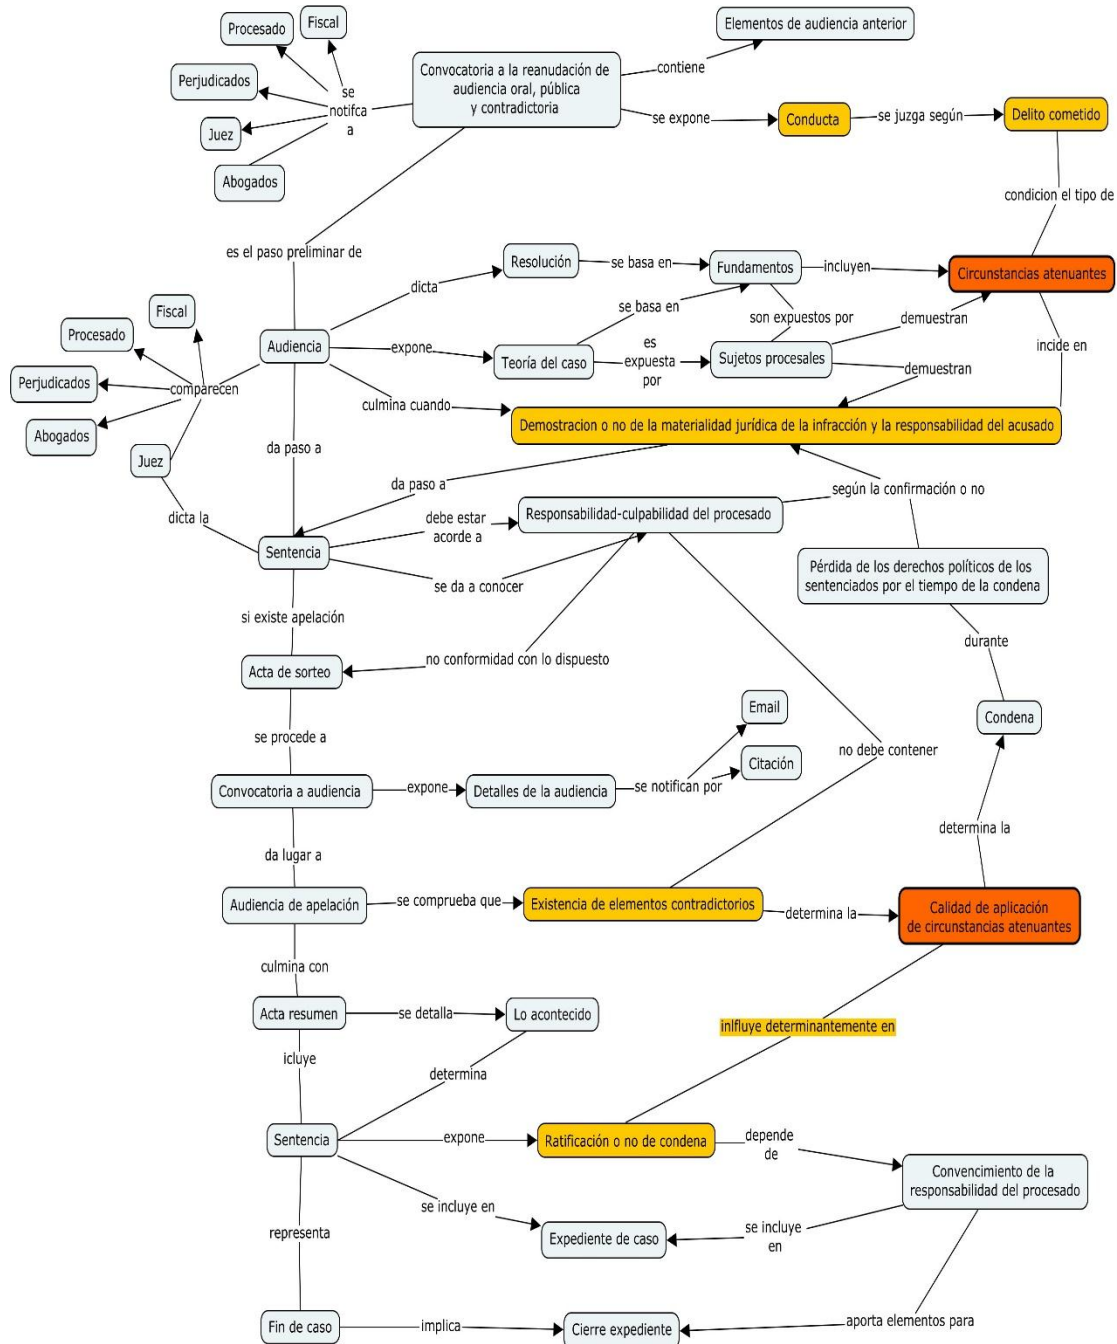 Elementos de audiencia anterior
Fiscal
Procesado
Convocatoria a la reanudación de
audiencia oral, pública
y contradictoria
contiene
Perjudicados
se
notifca
a
se expone
Conducta
se juzga según
Delito cometido
Juez
Abogados
condicion el tipo de
es el paso preliminar de
Resolución
se basa en
Fundamentos
incluyen
Circunstancias atenuantes
dicta
Fiscal
se basa en
son expuestos por
demuestran
Procesado
Audiencia
expone
Teoría del caso
es
expuesta
por
Sujetos procesales
incide en
demuestran
Perjudicados
comparecen
culmina cuando
Demostracion o no de la materialidad jurídica de la infracción y la responsabilidad del acusado
Abogados
da paso a
Juez
da paso a
según la confirmación o no
dicta la
debe estar
acorde a
Responsabilidad-culpabilidad del procesado
Sentencia
se da a conocer
Pérdida de los derechos políticos de los
sentenciados por el tiempo de la condena
si existe apelación
durante
Acta de sorteo
no conformidad con lo dispuesto
Email
Condena
se procede a
no debe contener
Citación
Convocatoria a audiencia
expone
Detalles de la audiencia
se notifican por
determina la
da lugar a
Audiencia de apelación
se comprueba que
Existencia de elementos contradictorios
determina la
Calidad de aplicación
de circunstancias atenuantes
culmina con
Acta resumen
se detalla
Lo acontecido
inlfluye determinantemente en
icluye
determina
Sentencia
expone
Ratificación o no de condena
depende
de
Convencimiento de la
responsabilidad del procesado
se incluye en
representa
Expediente de caso
se incluye
en
Fin de caso
implica
Cierre expediente
aporta elementos para